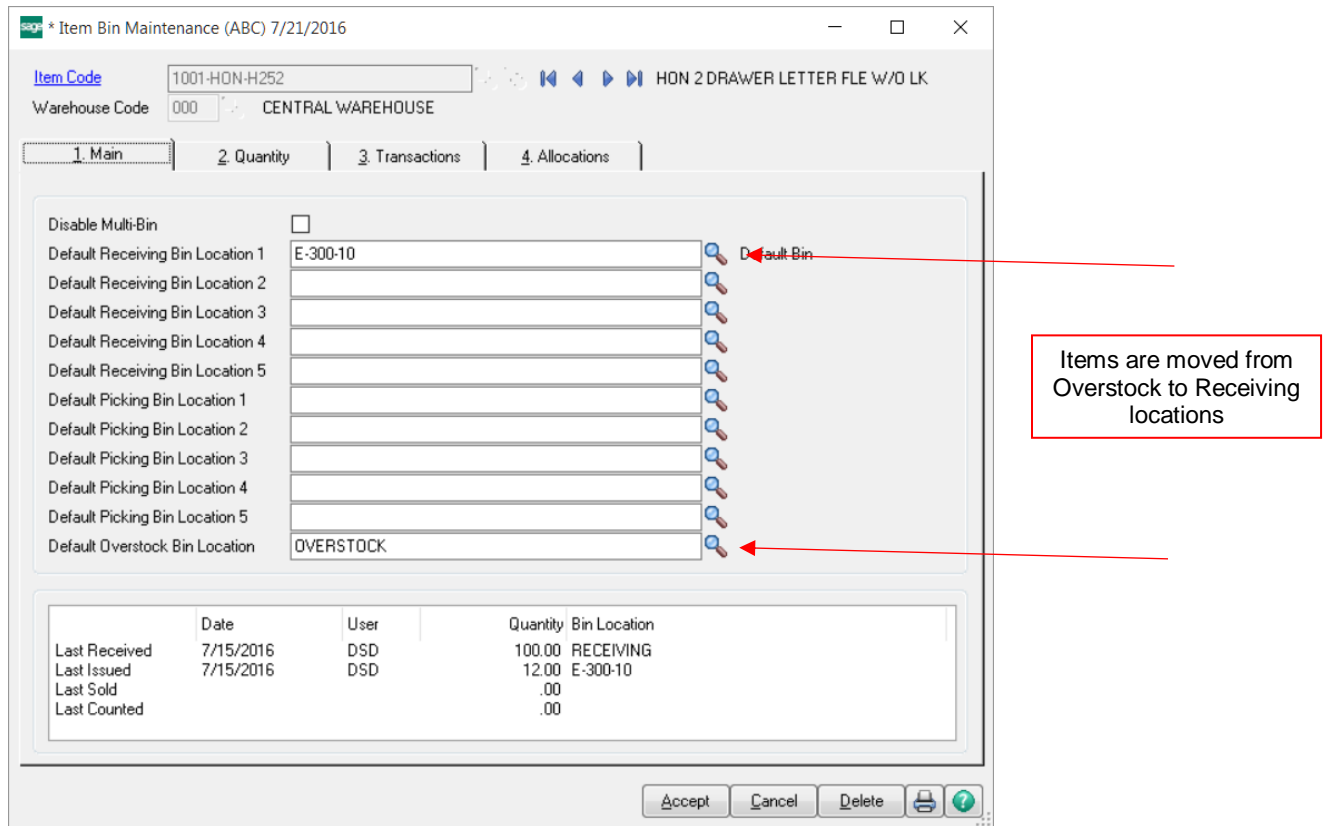 sage * Item Bin Maintenance (ABC) 7/21/2016
Item Code 1001-HON-H252 HON 2 DRAWER LETTER FLE W/O LK
Warehouse Code 000 CENTRAL WAREHOUSE
1. Main 2. Quantity 3. Transactions 4. Allocations
Disable Multi-Bin
Default Receiving Bin Location 1 E-300-10 Default Bin
Default Receiving Bin Location 2
Default Receiving Bin Location 3
Default Receiving Bin Location 4
Default Receiving Bin Location 5
Default Picking Bin Location 1
Default Picking Bin Location 2
Default Picking Bin Location 3
Default Picking Bin Location 4
Default Picking Bin Location 5
Default Overstock Bin Location OVERSTOCK
Items are moved from
Overstock to Receiving
locations
Date User Quantity Bin Location
Last Received 7/15/2016 DSD 100.00 RECEIVING
Last Issued 7/15/2016 DSD 12.00 E-300-10
Last Sold .00
Last Counted .00
Accept Cancel Delete ?